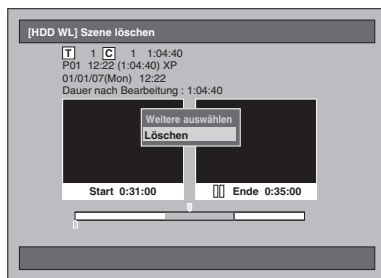 [HDD WL] Szene löschen
T 1 C 1 1:04:40
P01 12:22 (1:04:40) XP
01/01/07(Mon) 12:22
Dauer nach Bearbeitung : 1:04:40
Weitere auswählen
Löschen
Start 0:31:00 Ende 0:35:00